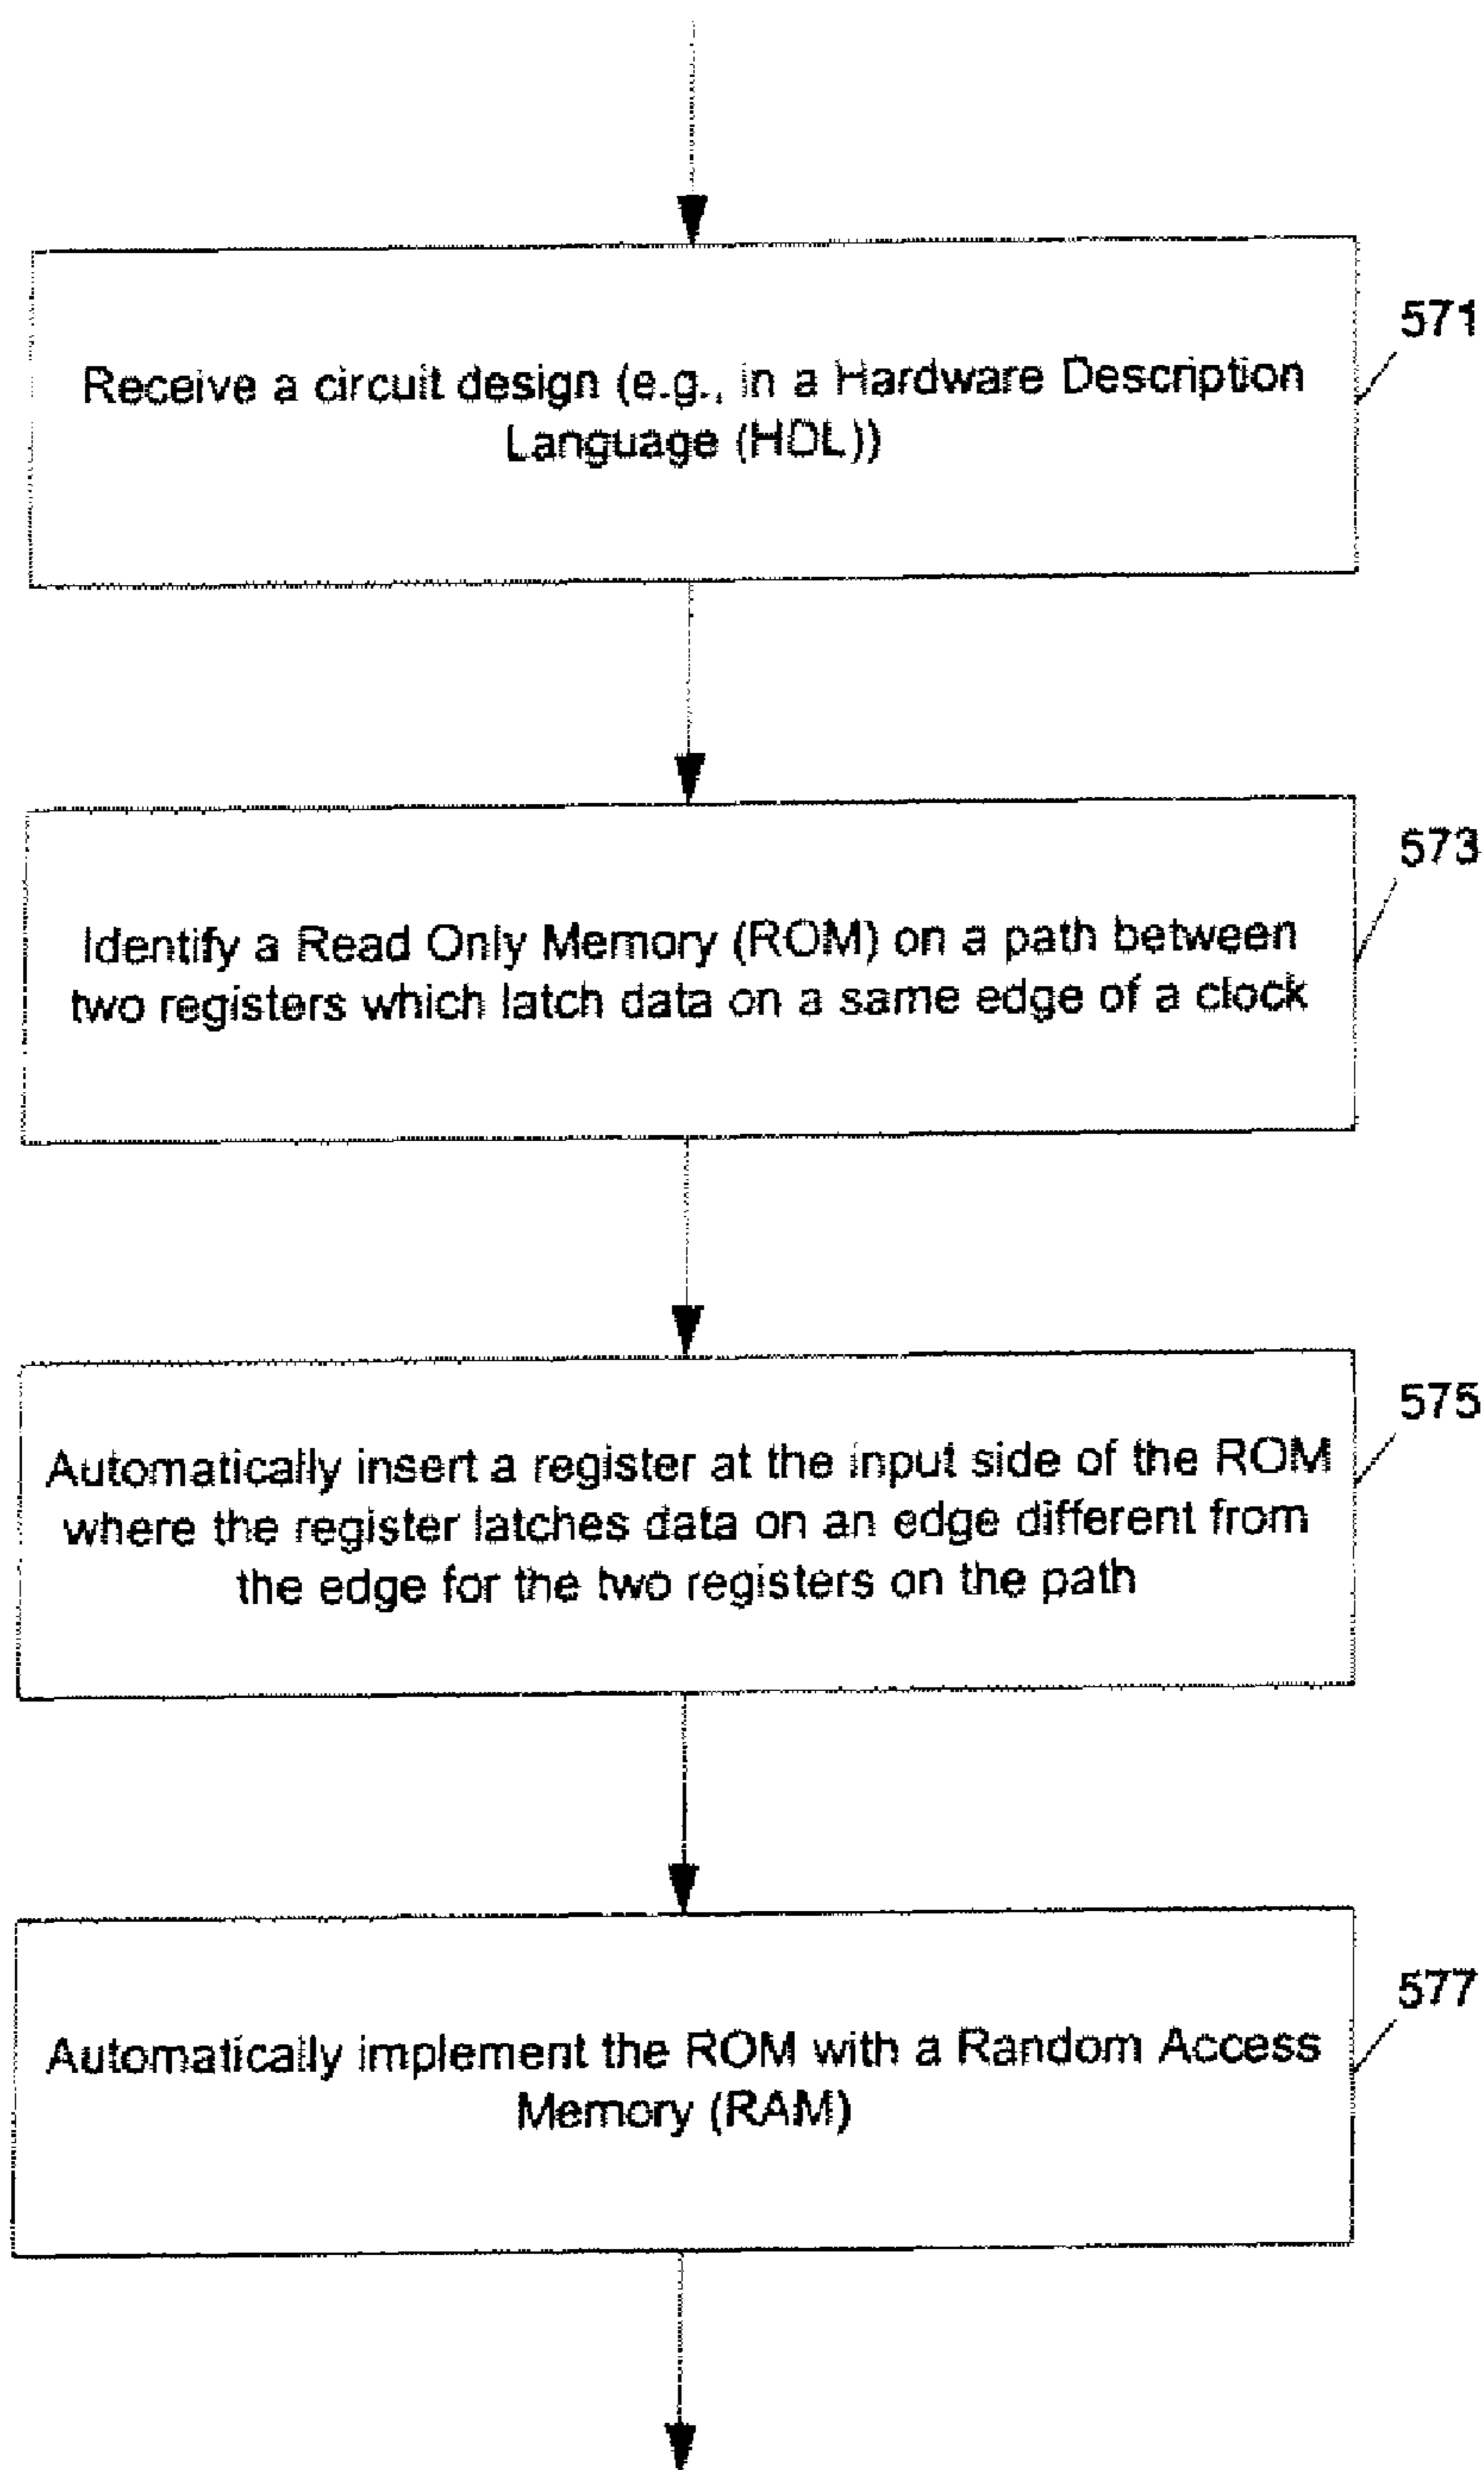 Receive a circuit design (e.g., in a Hardware Description
Language (HDL))
571
Identify a Read Only Memory (ROM) on a path between
two registers which latch data on a same edge of a clock
573
Automatically insert a register at the input side of the ROM
where the register latches data on an edge different from
the edge for the two registers on the path
575
Automatically implement the ROM with a Random Access
Memory (RAM)
577